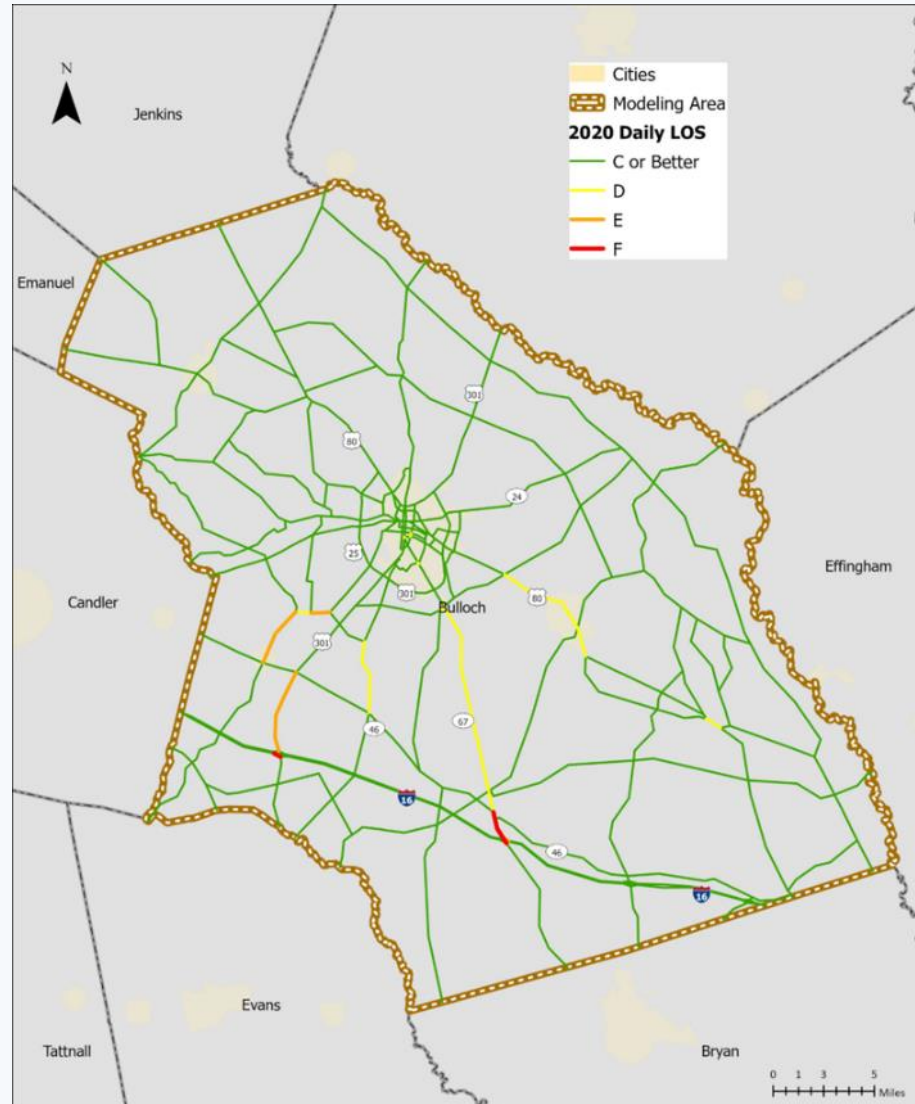 N
Jenkins
Cities
Modeling Area
2020 Daily LOS
C or Better
D
E
F
Emanuel
301
80
24
25
Effingham
Candler
301
80
Bulloch
301
67
46
16
46
16
Evans
Tattnall
Bryan
0 1 3 5
Miles